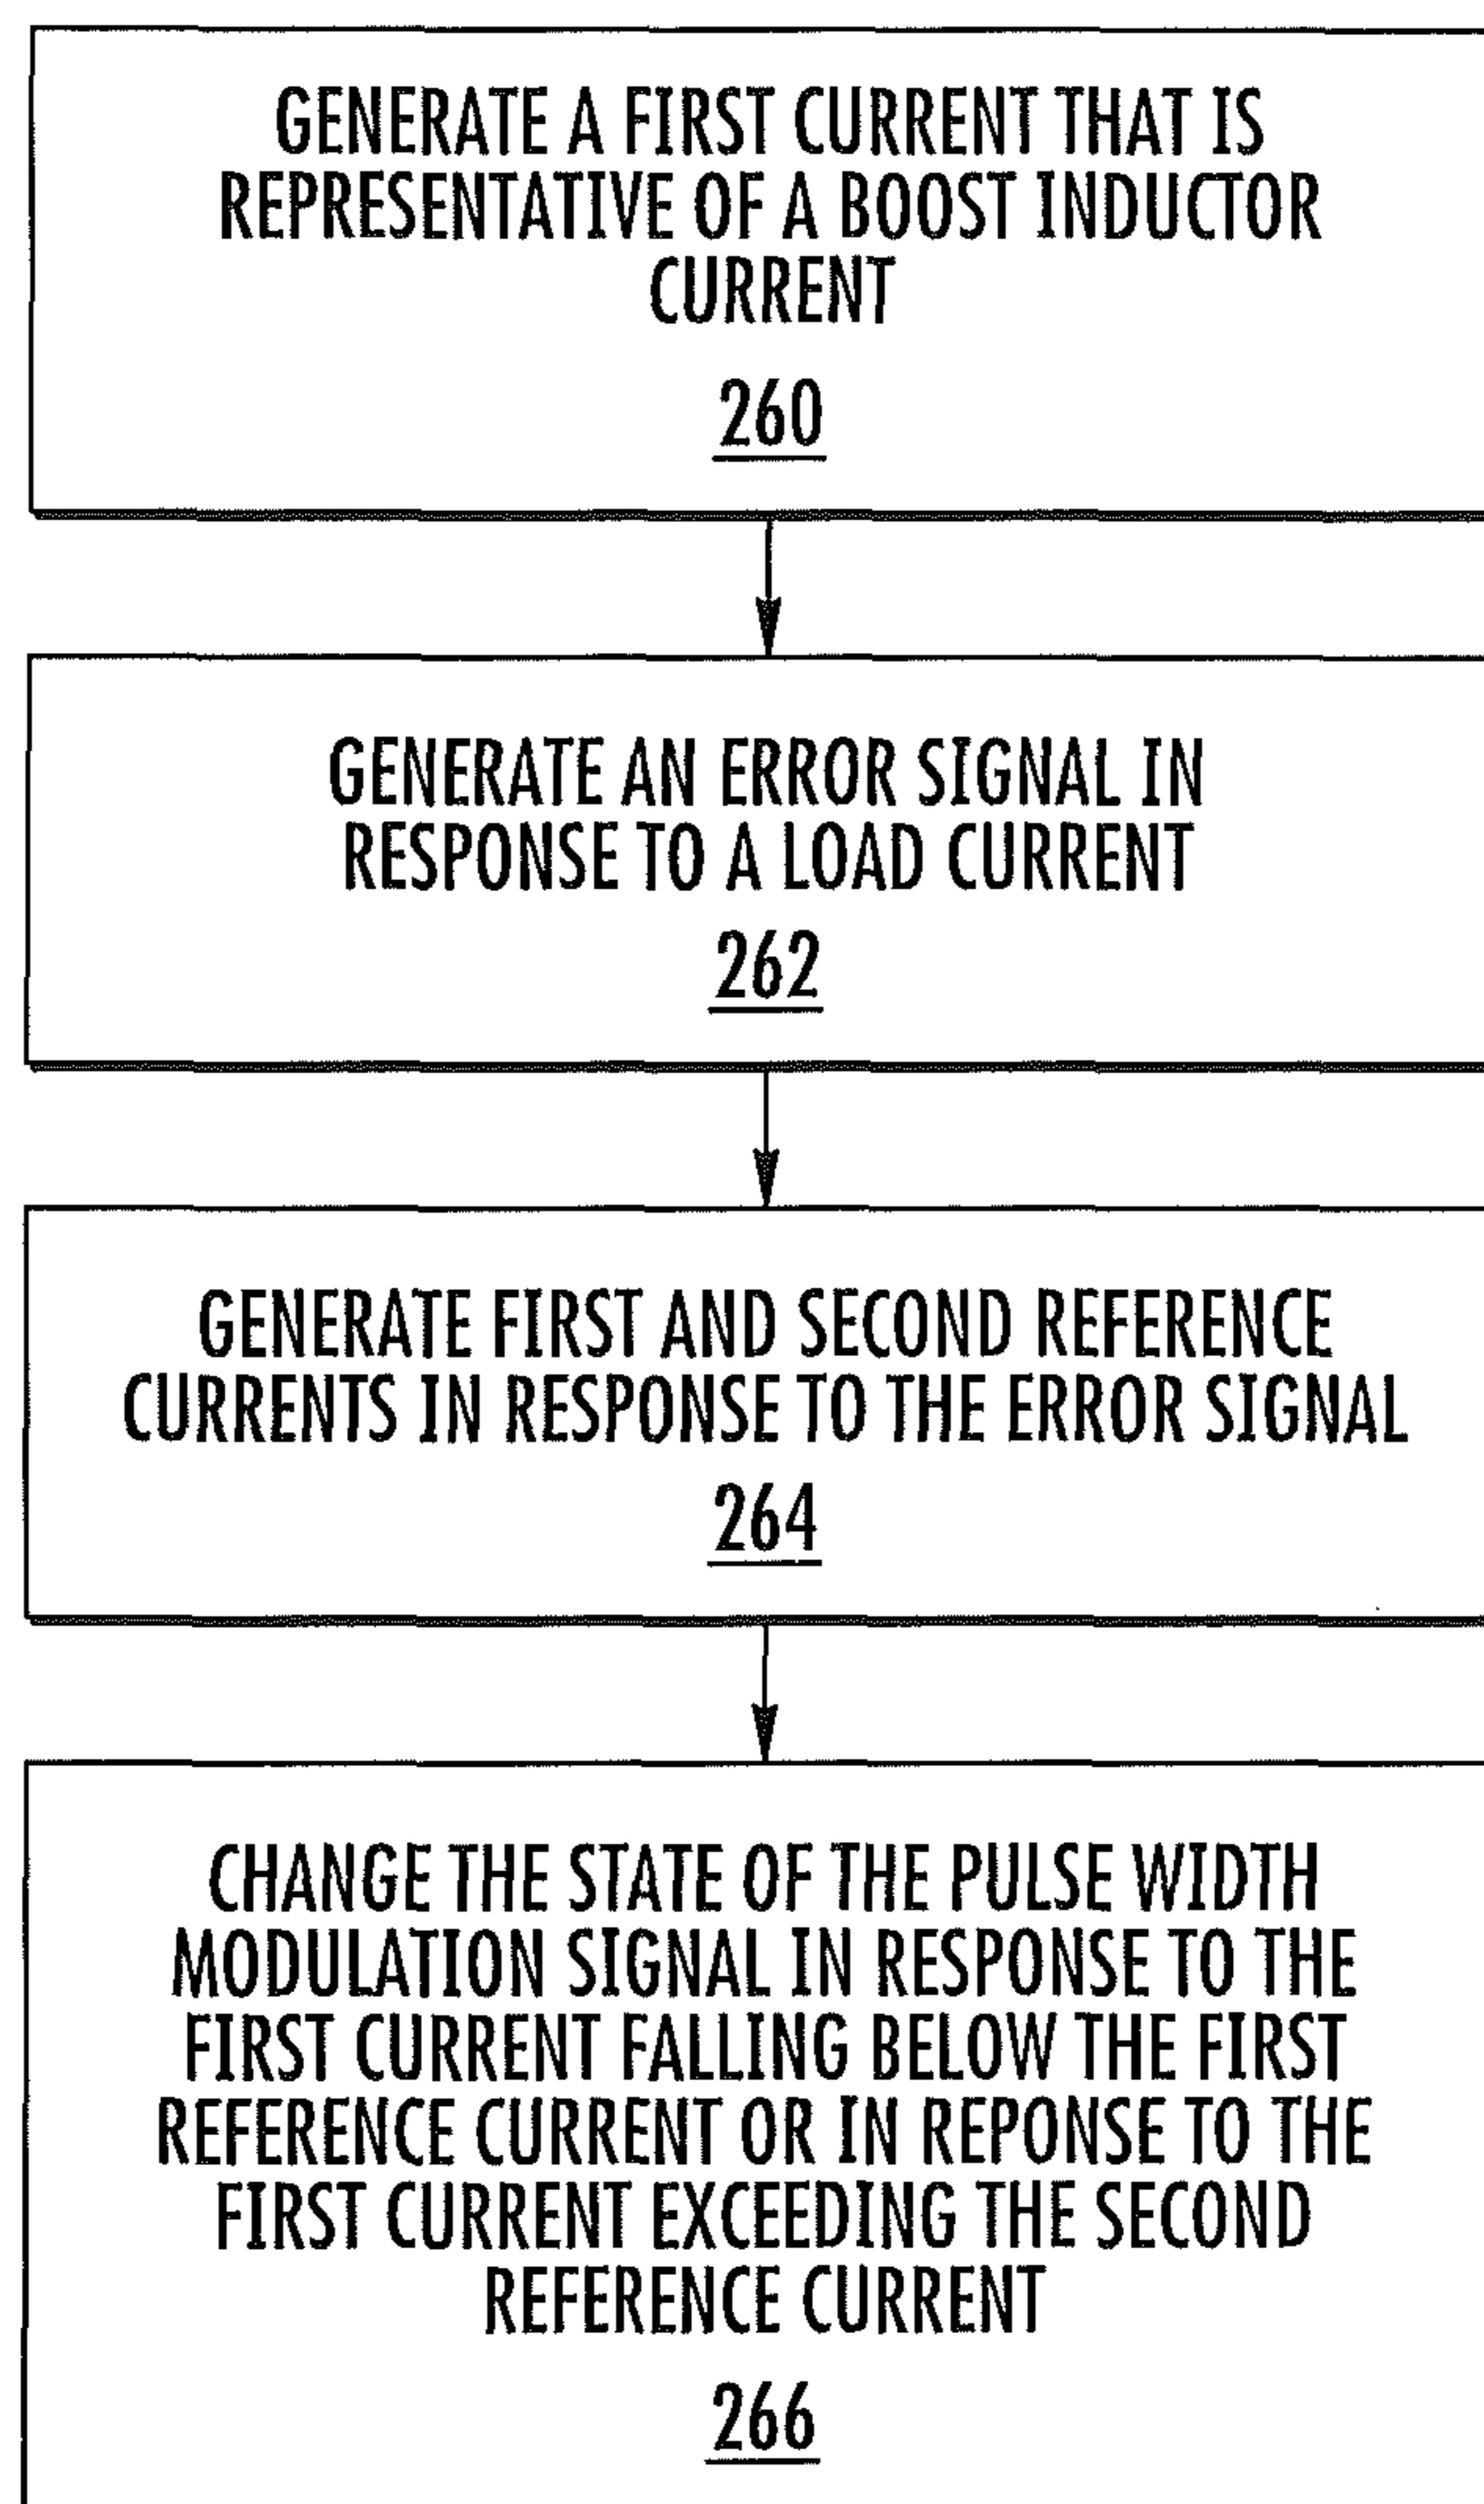 GENERATE A FIRST CURRENT THAT IS
REPRESENTATIVE OF A BOOST INDUCTOR
CURRENT
260
GENERATE AN ERROR SIGNAL IN
RESPONSE TO A LOAD CURRENT
262
GENERATE FIRST AND SECOND REFERENCE
CURRENTS IN RESPONSE TO THE ERROR SIGNAL
264
CHANGE THE STATE OF THE PULSE WIDTH
MODULATION SIGNAL IN RESPONSE TO THE
FIRST CURRENT FALLING BELOW THE FIRST
REFERENCE CURRENT OR IN REPONSE TO THE
FIRST CURRENT EXCEEDING THE SECOND
REFERENCE CURRENT
266